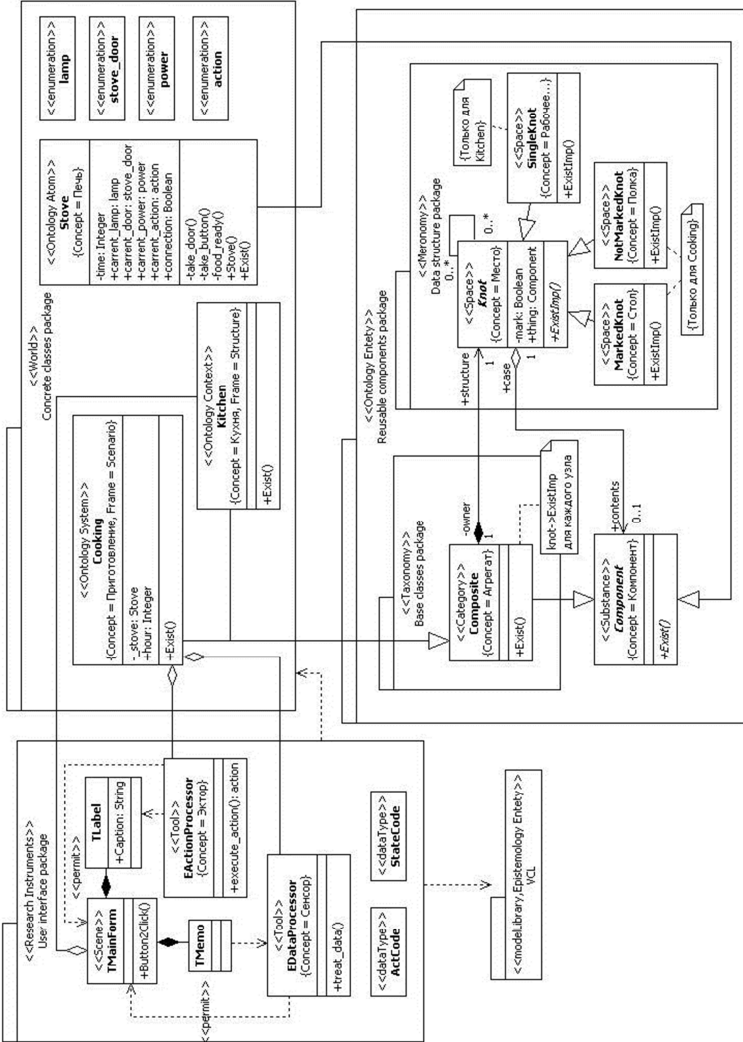 <<World>>
Concrete classes package
<<Ontology System>>
Cooking
{Concept = Приготовление, Frame = Scenario}
-_stove: Stove
+hour: Integer
+Exist()
<<Ontology Context>>
Kitchen
{Concept = Кухня, Frame = Structure}
+Exist()
<<Ontology Atom>>
Stove
{Concept = Печь}
-time: Integer
+carrent_lamp: lamp
+carrent_door: stove_door
+carrent_power: power
+carrent_action: action
+connection: Boolean
-take_door()
-take_button()
-food_ready()
+Stove()
+Exist()
<<enumeration>>
lamp
<<enumeration>>
stove_door
<<enumeration>>
power
<<enumeration>>
action
<<Research Instruments>>
User interface package
<<permit>>
<<Scene>>
TMainForm
+Button2Click()
TLabel
+Caption: String
TMemo
<<permit>>
<<Tool>>
EActionProcessor
{Concept = Эктор}
+execute_action(): action
<<Tool>>
EDataProcessor
{Concept = Сенсор}
+treat_data()
<<dataType>>
ActCode
<<dataType>>
StateCode
<<modeLibrary,Epistemology Entety>>
VCL
<<Ontology Entety>>
Reusable components package
<<Taxonomy>>
Base classes package
<<Category>>
Composite
{Concept = Агрегат}
+Exist()
-owner
1
knot->ExistImp
для каждого узла
<<Substance>>
Component
{Concept = Компонент}
+Exist()
+contents
0..1
<<Meronomy>>
Data structure package
+structure
1
+case
1
0..*
0..*
<<Space>>
Knot
{Concept = Место}
-mark: Boolean
+thing: Component
+ExistImp()
{Только для
Kitchen}
<<Space>>
SingleKnot
{Concept = Рабочее...}
+ExistImp()
<<Space>>
MarkedKnot
{Concept = Стол}
+ExistImp()
<<Space>>
NotMarkedKnot
{Concept = Полка}
+ExistImp()
{Только для Cooking}